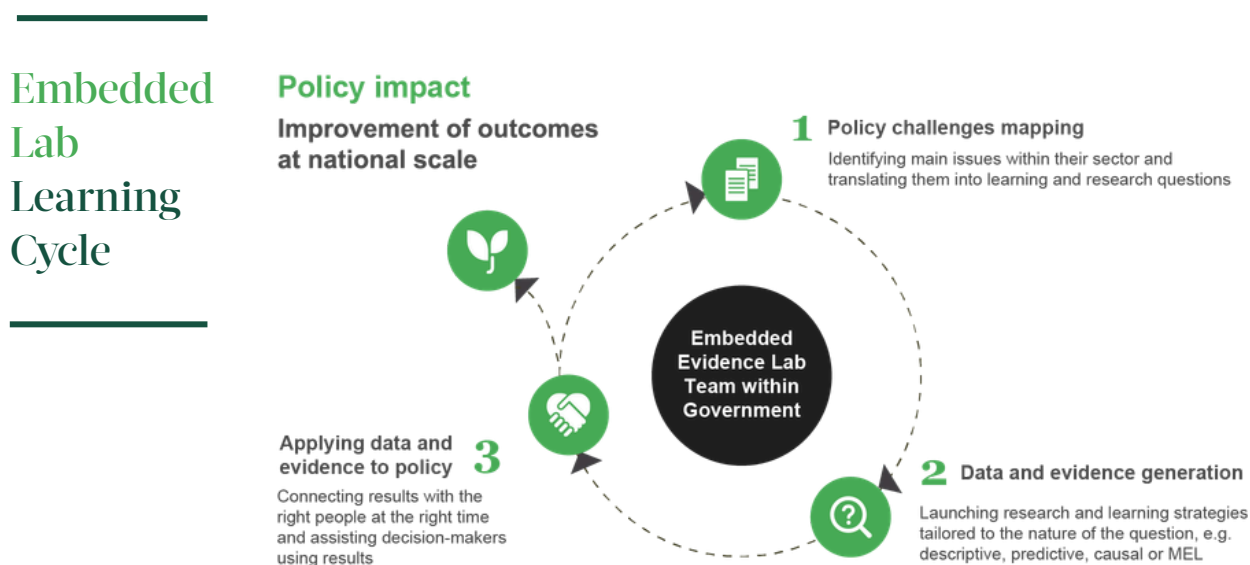 Embedded
Lab
Learning
Cycle
Policy impact
Improvement of outcomes
at national scale
1 Policy challenges mapping
Identifying main issues within their sector and
translating them into learning and research questions
Embedded
Evidence Lab
Team within
Government
2 Data and evidence generation
Launching research and learning strategies
tailored to the nature of the question, e.g.
descriptive, predictive, causal or MEL
?
Applying data and
evidence to policy 3
Connecting results with the
right people at the right time
and assisting decision-makers
using results